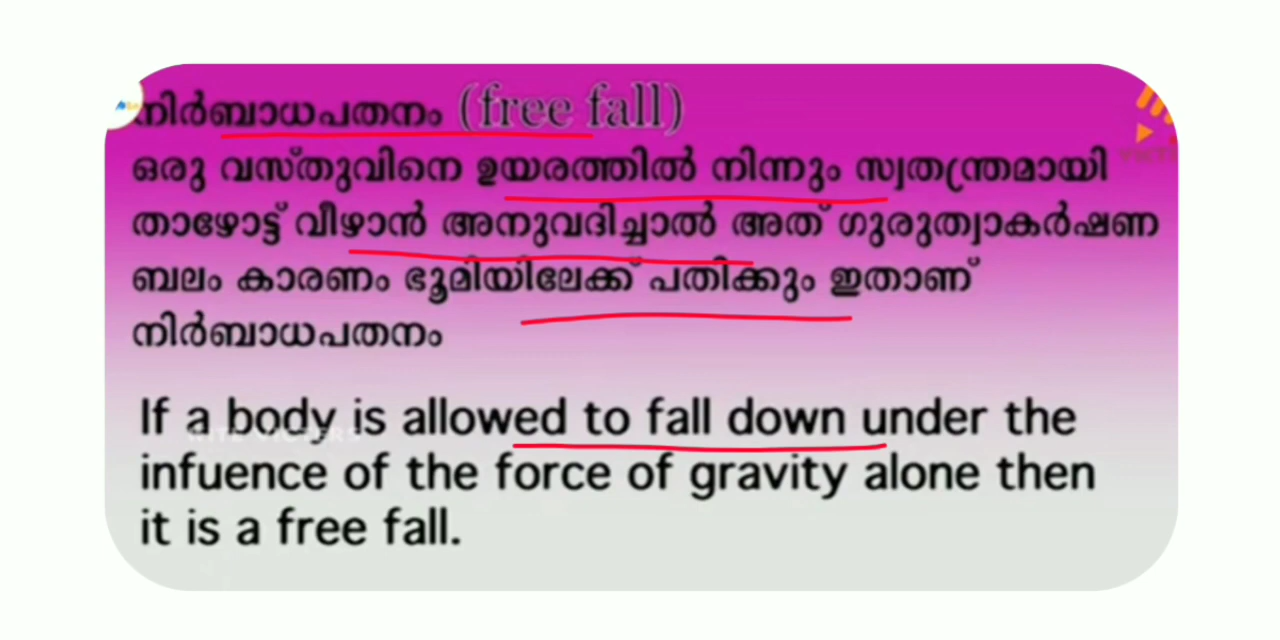 നിർബാധപതനം (free fall)
ഒരു വസ്തുവിനെ ഉയരത്തിൽ നിന്നും സ്വതന്ത്രമായി
താഴോട്ട് വീഴാൻ അനുവദിച്ചാൽ അത് ഗുരുത്വാകർഷണ
ബലം കാരണം ഭൂമിയിലേക്ക് പതിക്കും ഇതാണ്
നിർബാധപതനം
If a body is allowed to fall down under the
infuence of the force of gravity alone then
it is a free fall.